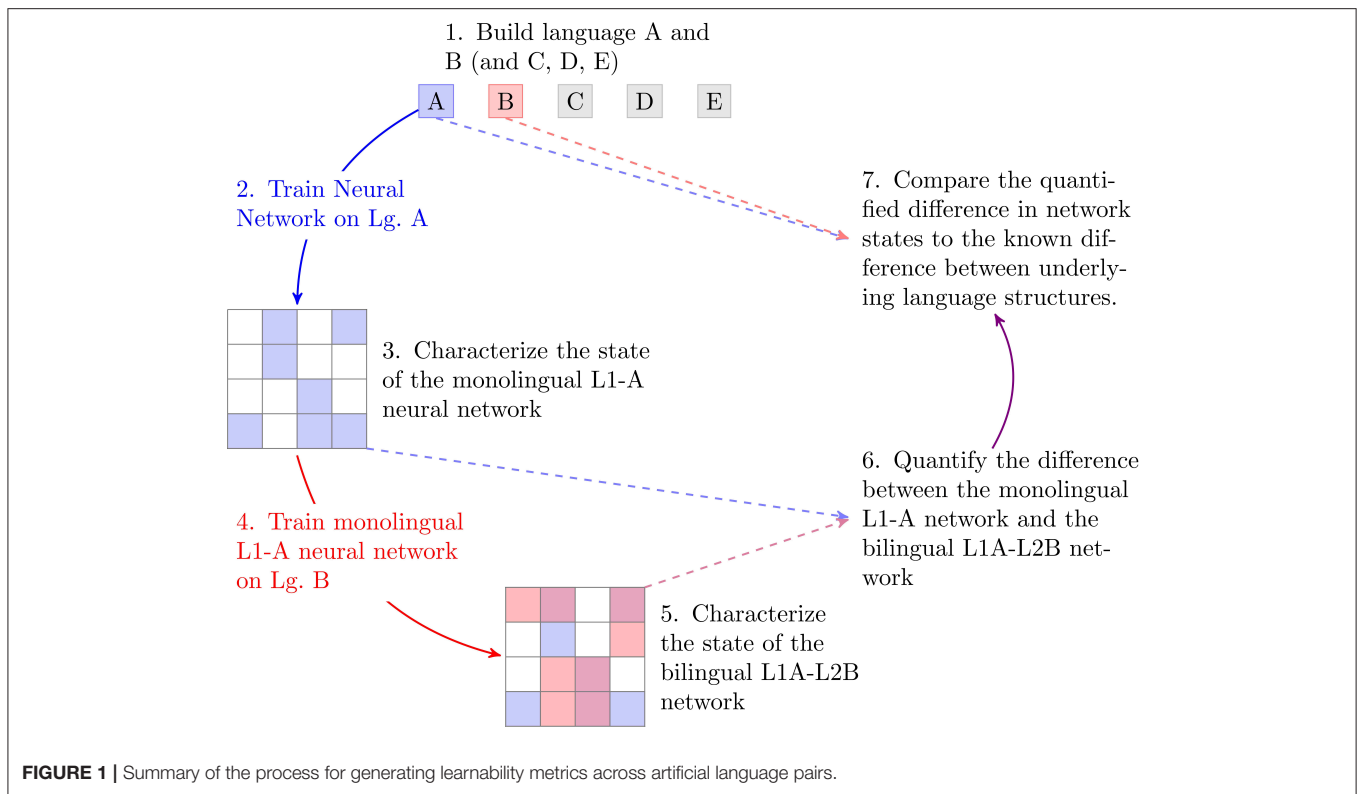 1. Build language A and
B (and C, D, E)
A B C D E
2. Train Neural
Network on Lg. A
3. Characterize the state
of the monolingual L1-A
neural network
4. Train monolingual
L1-A neural network
on Lg. B
5. Characterize
the state of the
bilingual L1A-L2B
network
6. Quantify the difference
between the monolingual
L1-A network and the
bilingual L1A-L2B net-
work
7. Compare the quanti-
fied difference in network
states to the known dif-
ference between underly-
ing language structures.
FIGURE 1 | Summary of the process for generating learnability metrics across artificial language pairs.